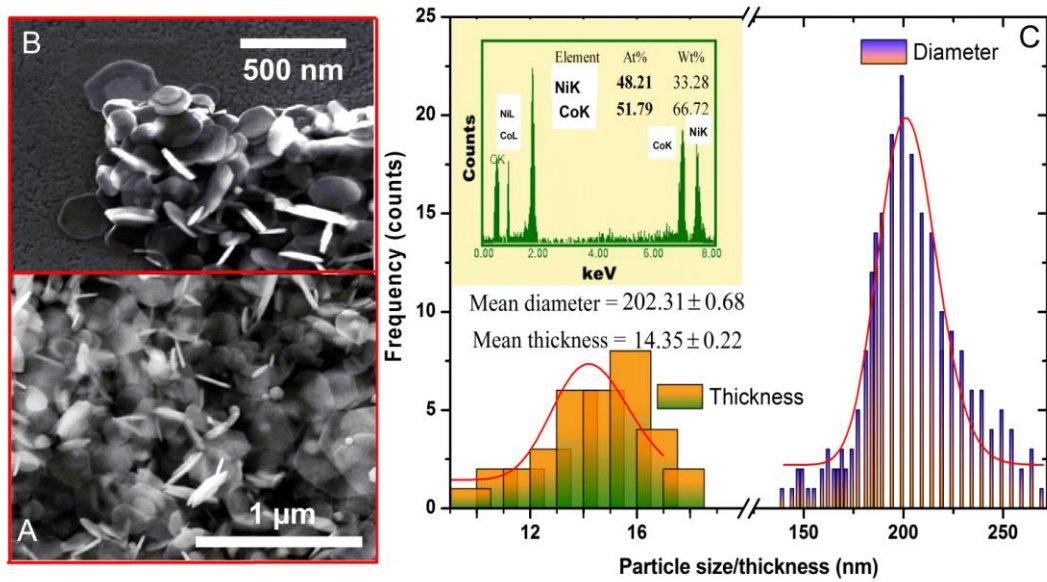 B
500 nm
A
1 µm
C
Frequency (counts)
25
20
15
10
5
0
Element At% Wt%
NiK 48.21 33.28
CoK 51.79 66.72
NiL
CoL
OK
CoK
NiK
Counts
0.00 2.00 4.00 6.00 8.00
keV
Mean diameter = 202.31 ± 0.68
Mean thickness = 14.35 ± 0.22
Thickness
Diameter
12 16 150 200 250
Particle size/thickness (nm)